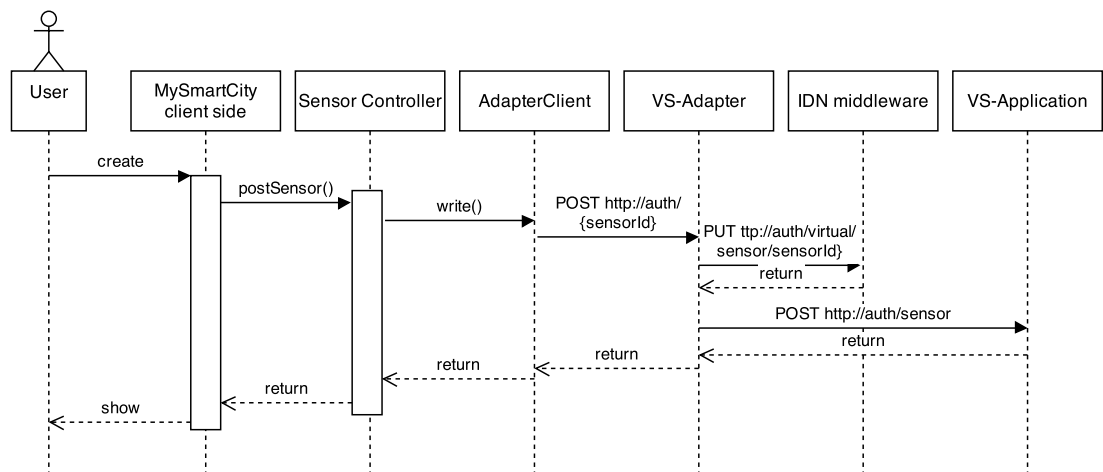 User
MySmartCity
client side
Sensor Controller
AdapterClient
VS-Adapter
IDN middleware
VS-Application
create
postSensor()
write()
POST http://auth/
{sensorId}
PUT ttp://auth/virtual/
sensor/sensorId}
return
POST http://auth/sensor
return
return
return
return
show